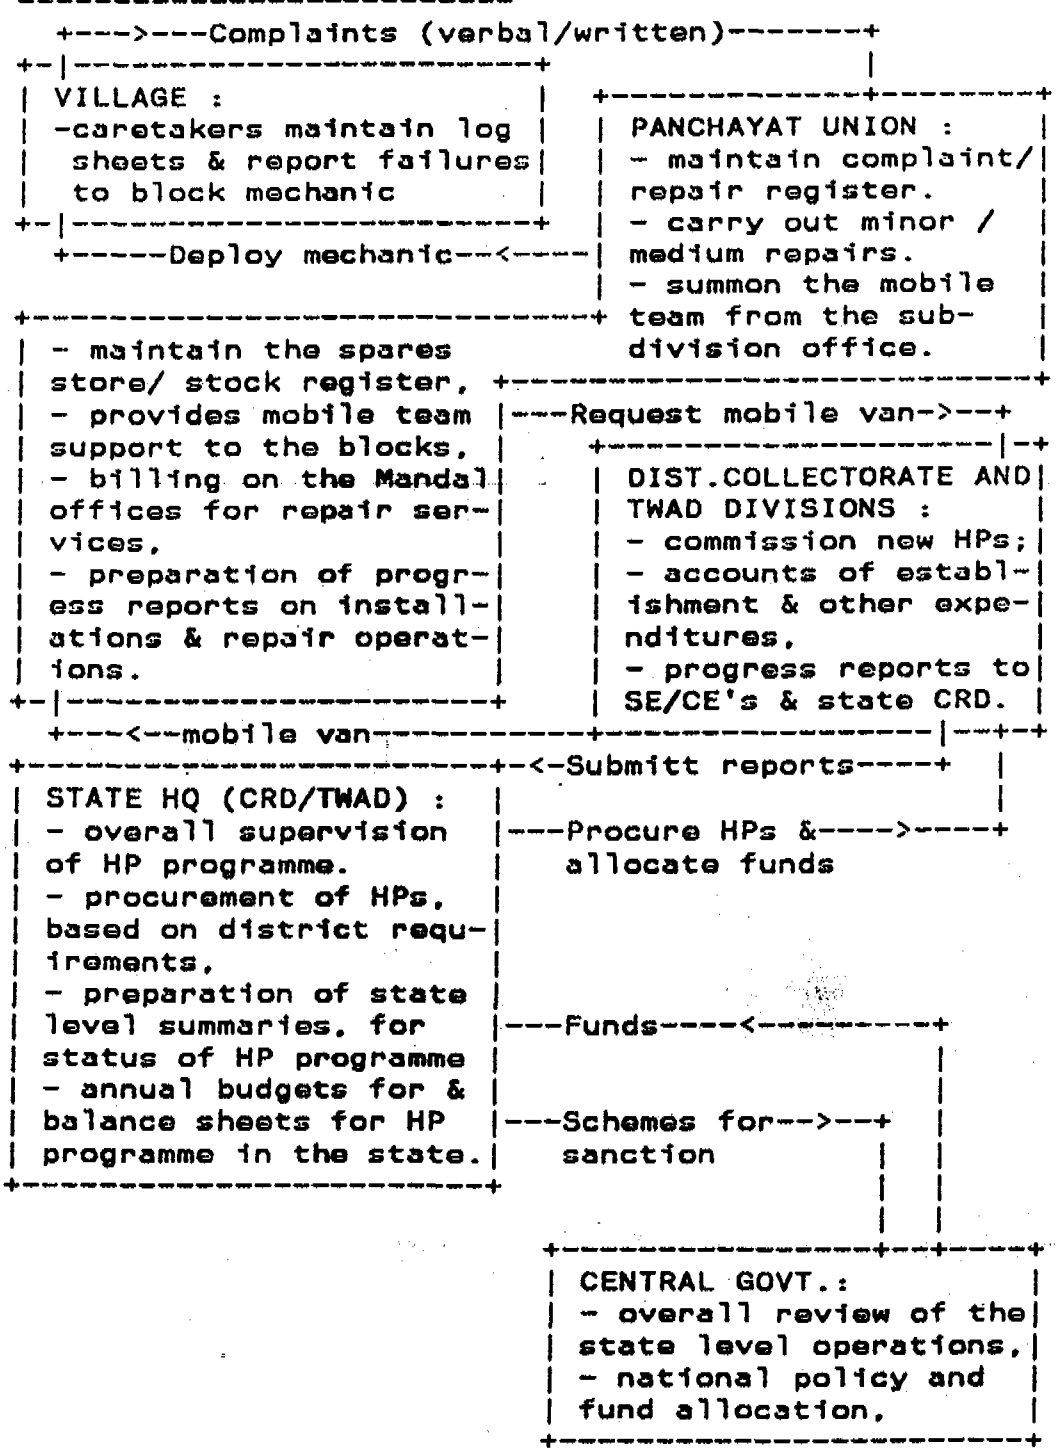 +--->---Complaints (verbal/written)-------+
VILLAGE :
-caretakers maintain log
sheets & report failures
to block mechanic
+-----Deploy mechanic--<----
PANCHAYAT UNION :
- maintain complaint/
repair register.
- carry out minor /
medium repairs.
- summon the mobile
team from the sub-
division office.
- maintain the spares
store/ stock register,
- provides mobile team
support to the blocks,
- billing on the Mandal
offices for repair ser-
vices,
- preparation of progr-
ess reports on install-
ations & repair operat-
ions.
---Request mobile van->--+
DIST.COLLECTORATE AND
TWAD DIVISIONS :
- commission new HPs;
- accounts of establ-
ishment & other expe-
nditures,
- progress reports to
SE/CE's & state CRD.
+---<--mobile van-----------+
-<-Submitt reports----+
STATE HQ (CRD/TWAD) :
- overall supervision
of HP programme.
- procurement of HPs,
based on district requ-
irements,
- preparation of state
level summaries, for
status of HP programme
- annual budgets for &
balance sheets for HP
programme in the state.
---Procure HPs &---->----+
allocate funds
---Funds----<----------+
---Schemes for-->--+
sanction
CENTRAL GOVT.:
- overall review of the
state level operations,
- national policy and
fund allocation,